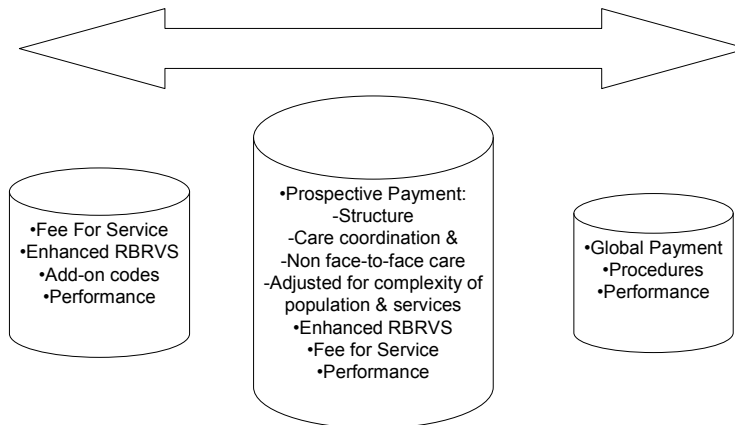 •Fee For Service
•Enhanced RBRVS
•Add-on codes
•Performance
•Prospective Payment:
-Structure
-Care coordination &
-Non face-to-face care
-Adjusted for complexity of
population & services
•Enhanced RBRVS
•Fee for Service
•Performance
•Global Payment
•Procedures
•Performance